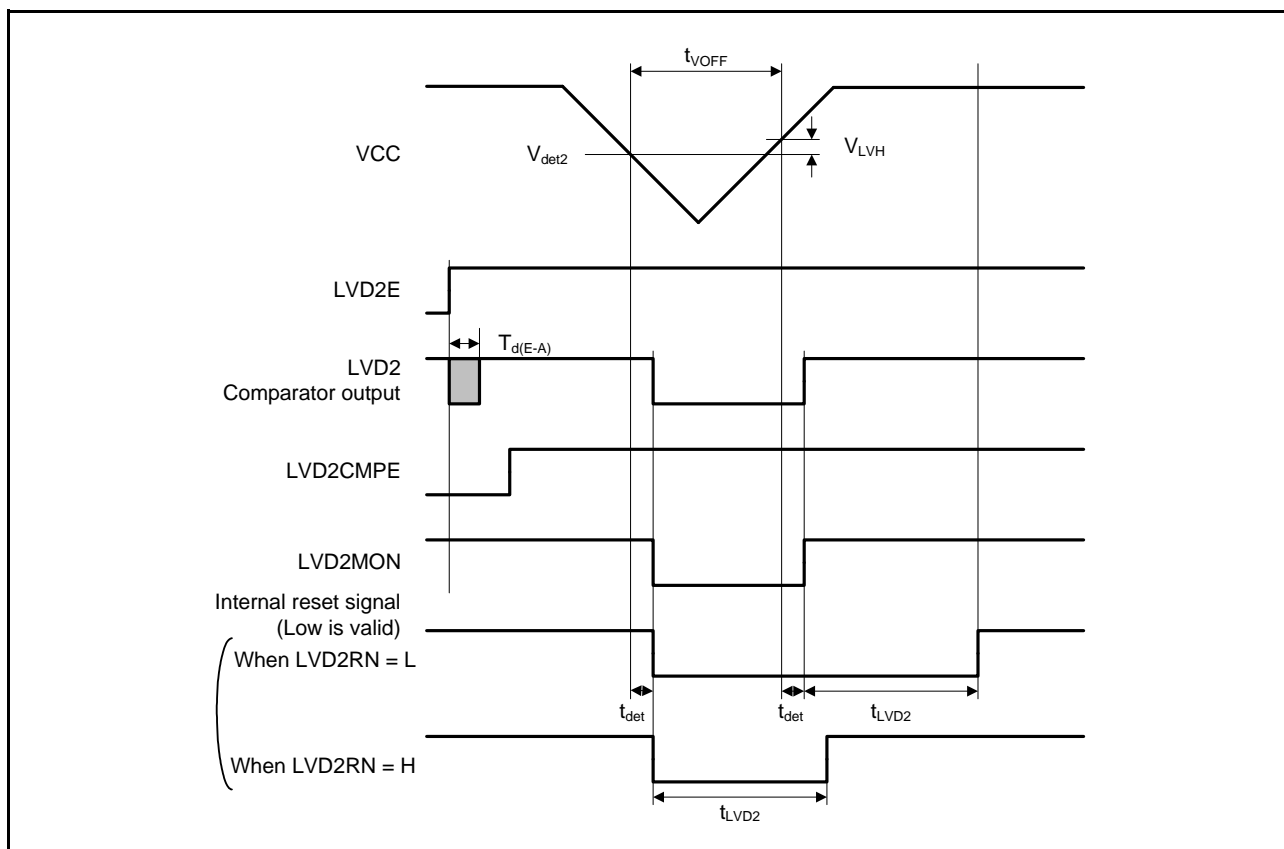 tVOFF
VCC
Vdet2
VLVH
LVD2E
Td(E-A)
LVD2
Comparator output
LVD2CMPE
LVD2MON
Internal reset signal
(Low is valid)
When LVD2RN = L
tdet
tdet
tLVD2
When LVD2RN = H
tLVD2